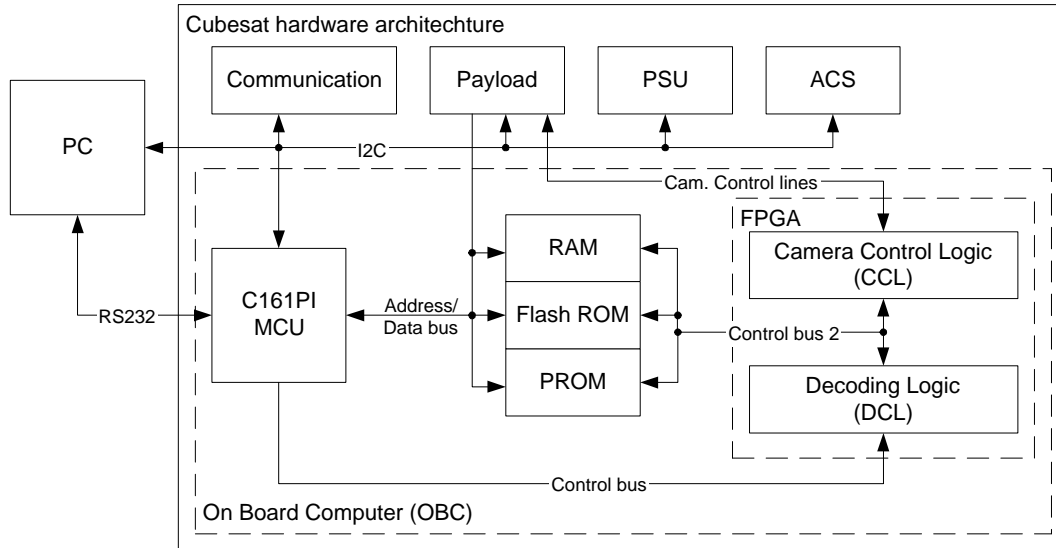 Cubesat hardware architechture
Communication
Payload
PSU
ACS
PC
I2C
Cam. Control lines
FPGA
RAM
Camera Control Logic
(CCL)
C161PI
MCU
Address/
Data bus
RS232
Flash ROM
Control bus 2
PROM
Decoding Logic
(DCL)
Control bus
On Board Computer (OBC)